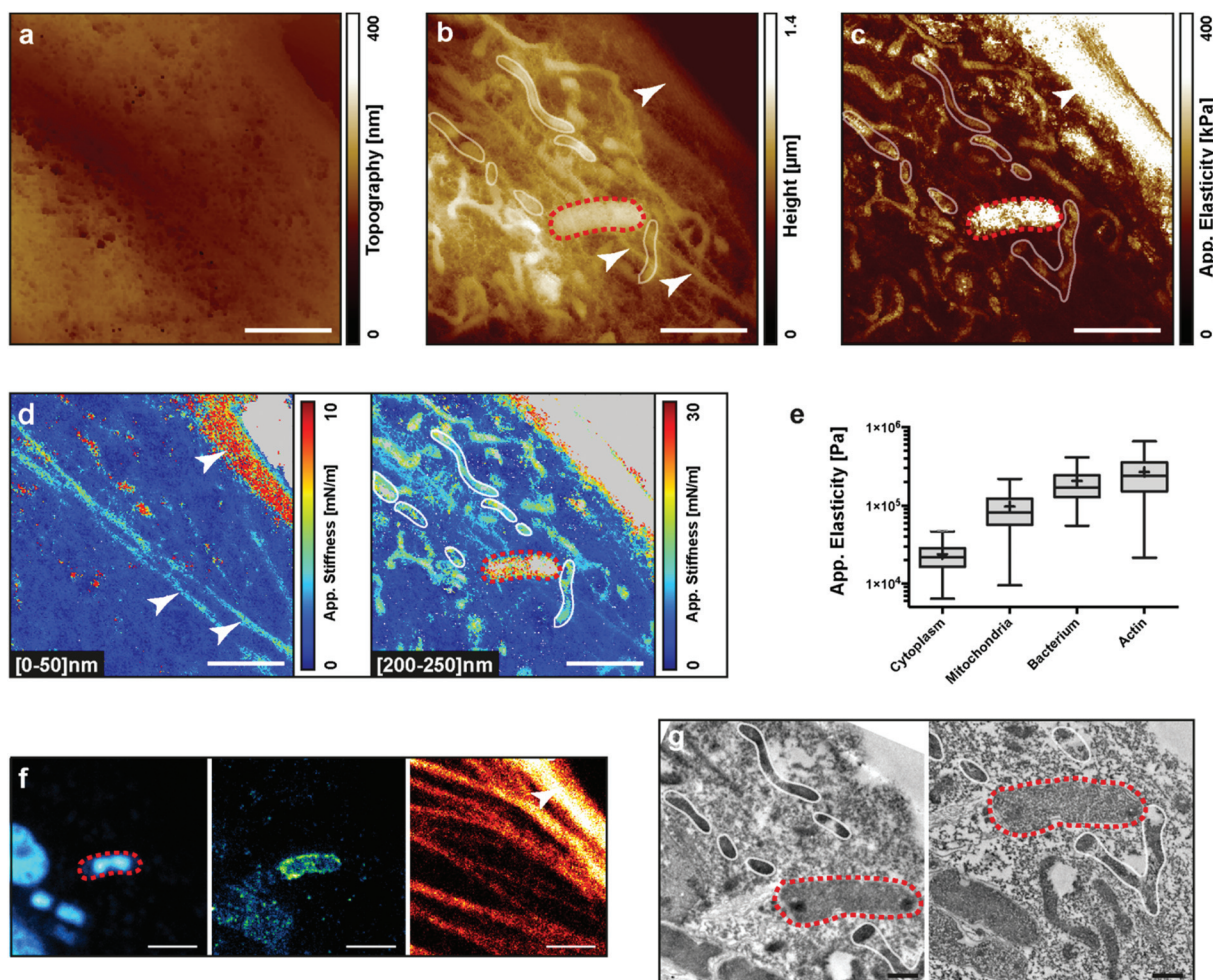 a
400
Topography [nm]
0
b
1.4
Height [µm]
0
c
400
App. Elasticity [kPa]
0
d
[0-50]nm
10
App. Stiffness [mN/m]
0
[200-250]nm
30
App. Stiffness [mN/m]
0
e
App. Elasticity [Pa]
1×10⁶
1×10⁵
1×10⁴
Cytoplasm
Mitochondria
Bacterium
Actin
f
g